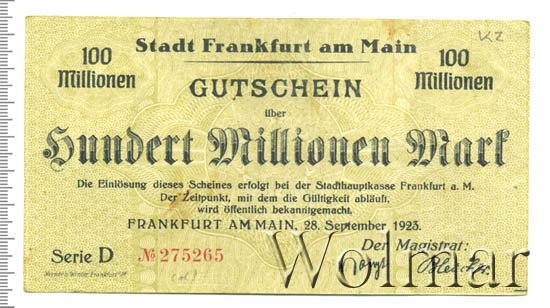 Stadt Frankfurt am Main
100 Millionen
100 Millionen
KZ
GUTSCHEIN
über
Hundert Millionen Mark
Die Einlösung dieses Scheines erfolgt bei der Stadthauptkasse Frankfurt a. M.
Der Zeitpunkt, mit dem die Gültigkeit abläuft,
wird öffentlich bekanntgemacht.
FRANKFURT AM MAIN, 28. September 1923.
Der Magistrat:
Serie D № 275265
Wolmar